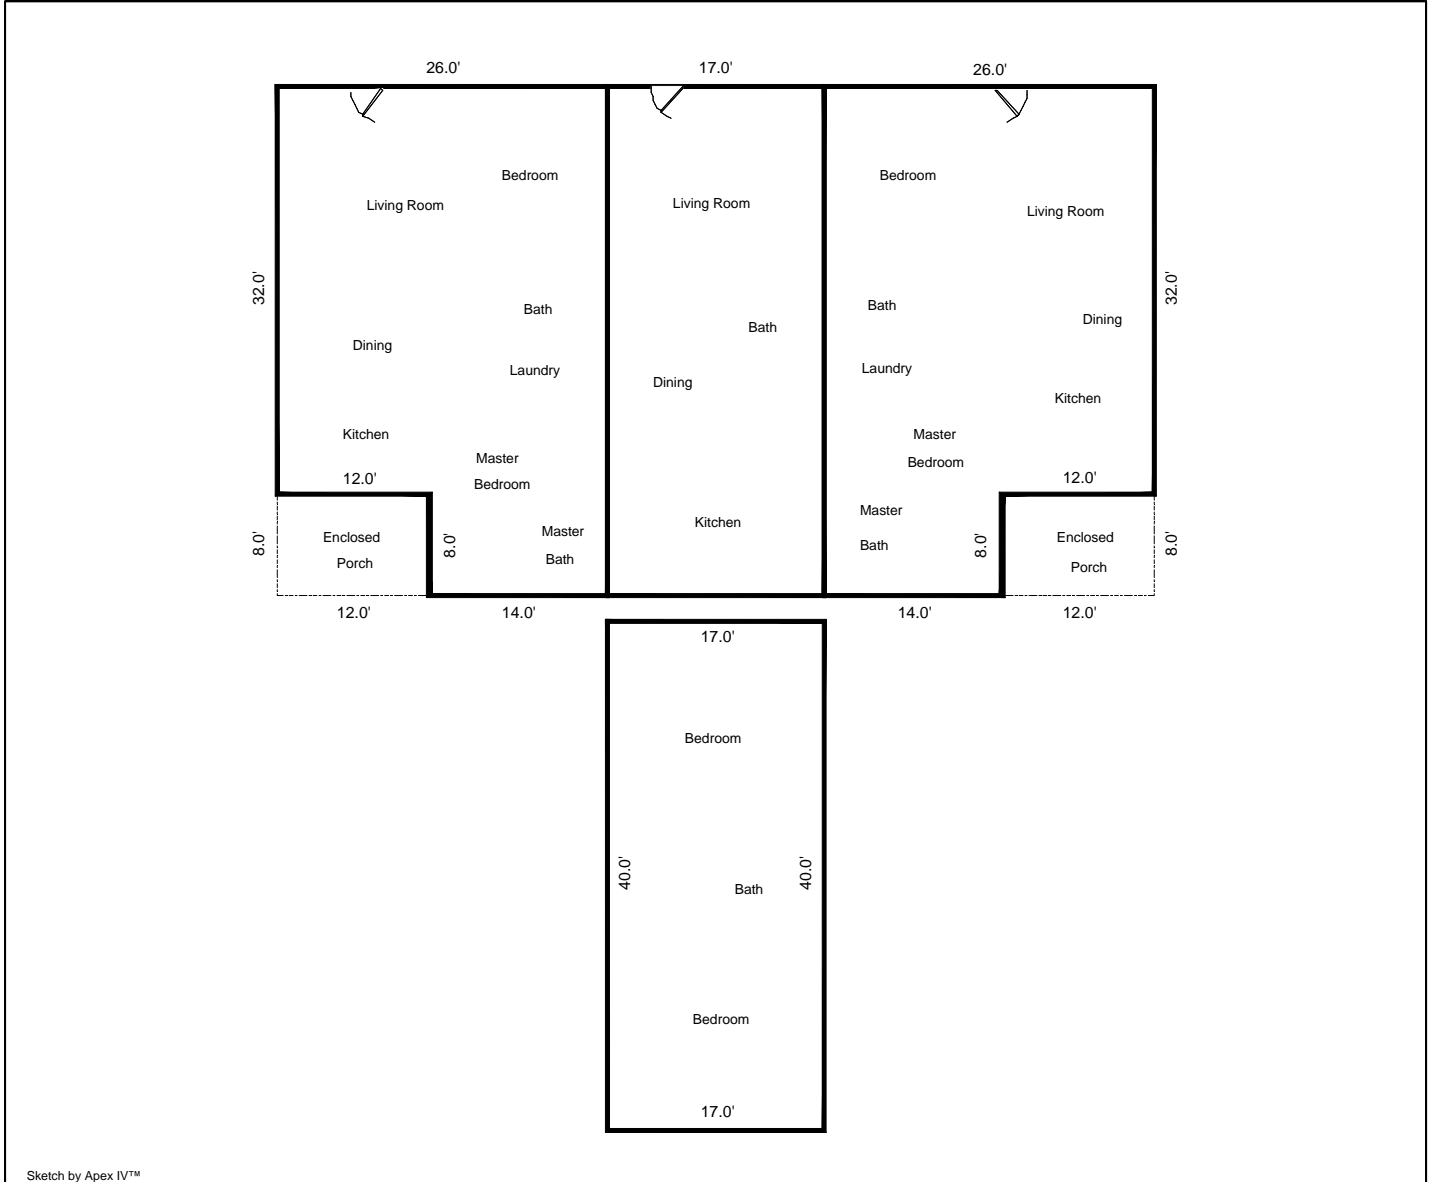 26.0'
17.0'
26.0'
Bedroom
Bedroom
Living Room
Living Room
Living Room
32.0'
32.0'
Bath
Bath
Dining
Bath
Dining
Laundry
Laundry
Dining
Kitchen
Kitchen
Master
Bedroom
Master
Bedroom
12.0'
12.0'
Master
Bath
Kitchen
Master
Bath
8.0'
Enclosed
Porch
8.0'
8.0'
Enclosed
Porch
8.0'
12.0'
14.0'
14.0'
12.0'
17.0'
Bedroom
40.0'
40.0'
Bath
Bedroom
17.0'
Sketch by Apex IV™